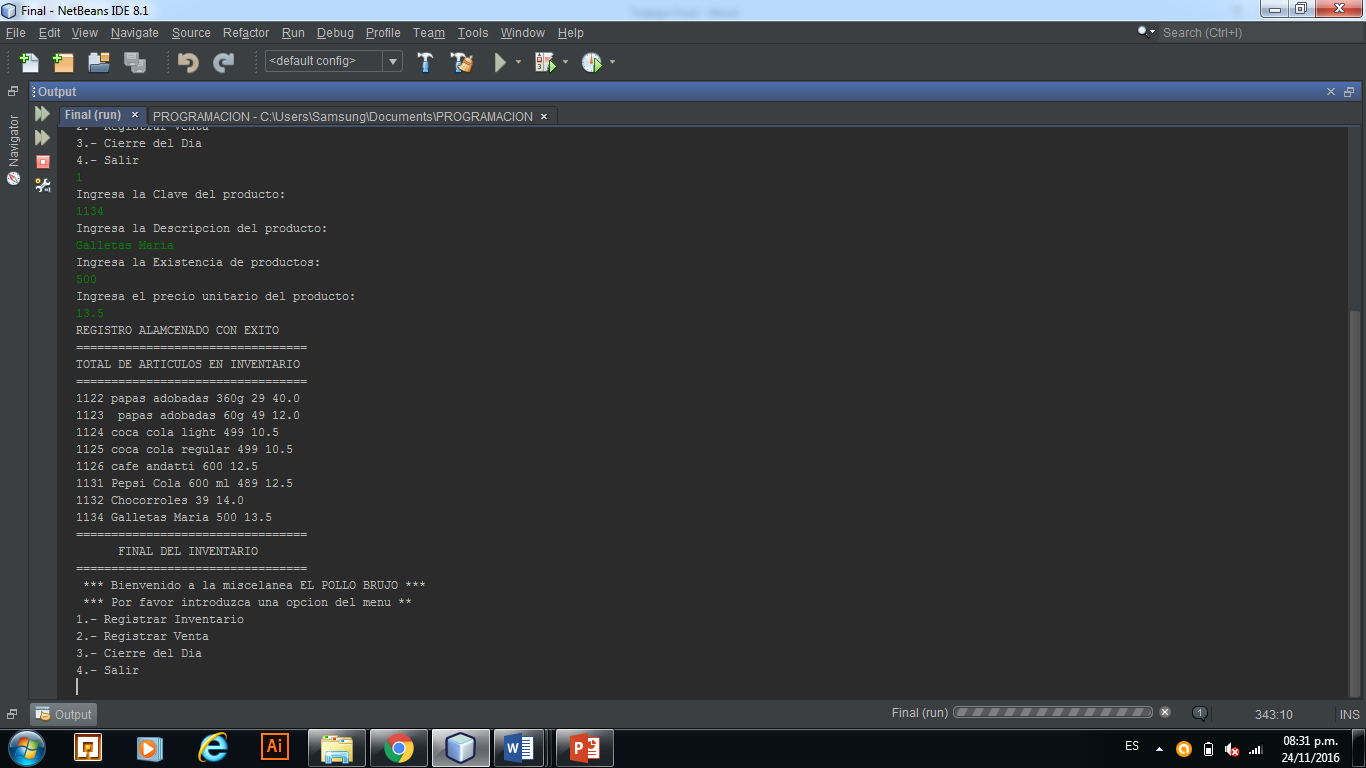 Final - NetBeans IDE 8.1
File Edit View Navigate Source Refactor Run Debug Profile Team Tools Window Help
Search (Ctrl+I)
<default config>
Output
Navigator
Final (run) PROGRAMACION - C:\Users\Samsung\Documents\PROGRAMACION
2.- Registrar Venta
3.- Cierre del Dia
4.- Salir
1
Ingresa la Clave del producto:
1134
Ingresa la Descripcion del producto:
Galletas Maria
Ingresa la Existencia de productos:
500
Ingresa el precio unitario del producto:
13.5
REGISTRO ALAMCENADO CON EXITO
=================================
TOTAL DE ARTICULOS EN INVENTARIO
=================================
1122 papas adobadas 360g 29 40.0
1123  papas adobadas 60g 49 12.0
1124 coca cola light 499 10.5
1125 coca cola regular 499 10.5
1126 cafe andatti 600 12.5
1131 Pepsi Cola 600 ml 489 12.5
1132 Chocorroles 39 14.0
1134 Galletas Maria 500 13.5
=================================
FINAL DEL INVENTARIO
=================================
*** Bienvenido a la miscelanea EL POLLO BRUJO ***
*** Por favor introduzca una opcion del menu **
1.- Registrar Inventario
2.- Registrar Venta
3.- Cierre del Dia
4.- Salir
Output
Final (run)
1
343:10
INS
Ai
ES
08:31 p.m.
24/11/2016